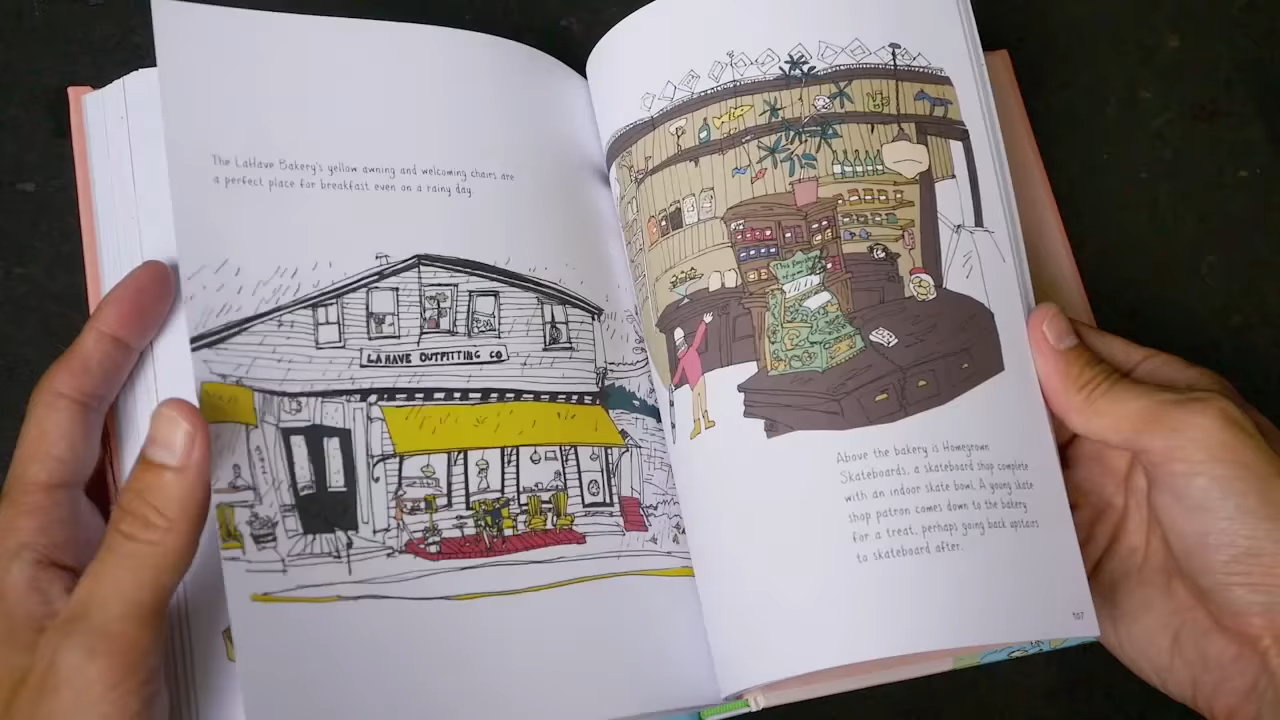 The LaHave Bakery's yellow awning and welcoming chairs are
a perfect place for breakfast even on a rainy day.
LAHAVE OUTFITTING CO
Above the bakery is Homegrown
Skateboards, a skateboard shop complete
with an indoor skate bowl. A young skate
shop patron comes down to the bakery
for a treat, perhaps going back upstairs
to skateboard after.
107